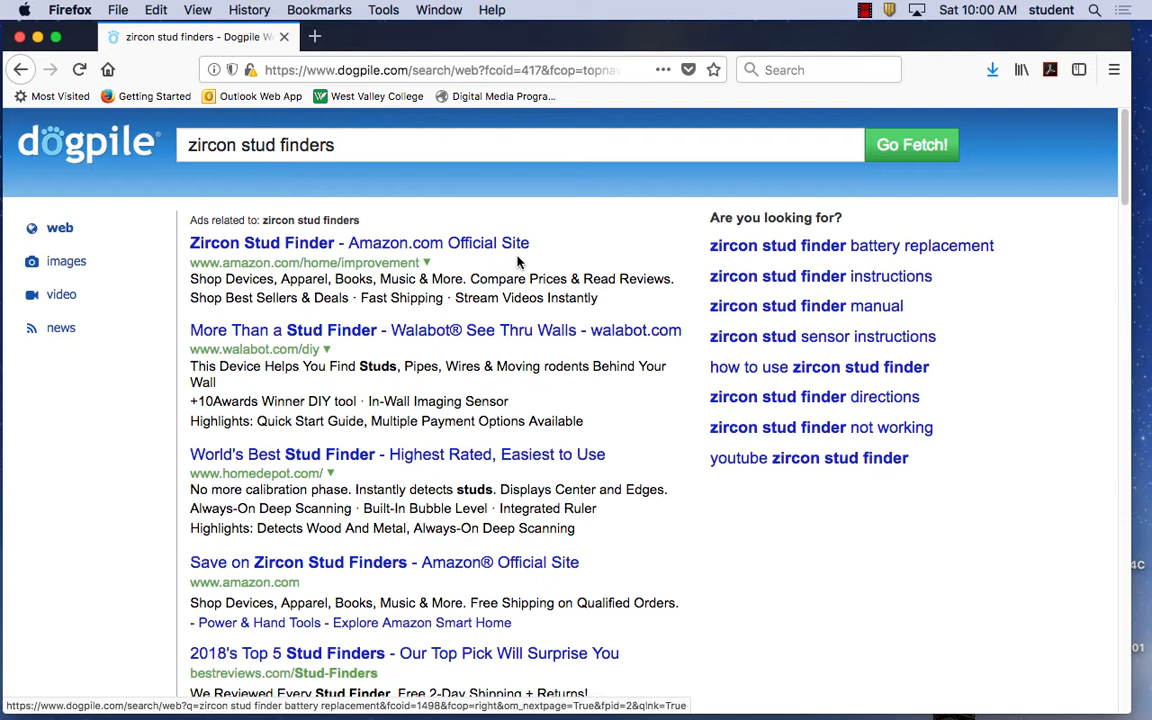 Firefox File Edit View History Bookmarks Tools Window Help Sat 10:00 AM student
zircon stud finders - Dogpile W
https://www.dogpile.com/search/web?fcoid=417&fcop=topnav Search
Most Visited Getting Started Outlook Web App West Valley College Digital Media Progra...
dogpile
zircon stud finders
Go Fetch!
web
images
video
news
Ads related to: zircon stud finders
Zircon Stud Finder - Amazon.com Official Site
www.amazon.com/home/improvement
Shop Devices, Apparel, Books, Music & More. Compare Prices & Read Reviews.
Shop Best Sellers & Deals · Fast Shipping · Stream Videos Instantly
More Than a Stud Finder - Walabot® See Thru Walls - walabot.com
www.walabot.com/diy
This Device Helps You Find Studs, Pipes, Wires & Moving rodents Behind Your
Wall
+10Awards Winner DIY tool · In-Wall Imaging Sensor
Highlights: Quick Start Guide, Multiple Payment Options Available
World's Best Stud Finder - Highest Rated, Easiest to Use
www.homedepot.com/
No more calibration phase. Instantly detects studs. Displays Center and Edges.
Always-On Deep Scanning · Built-In Bubble Level · Integrated Ruler
Highlights: Detects Wood And Metal, Always-On Deep Scanning
Save on Zircon Stud Finders - Amazon® Official Site
www.amazon.com
Shop Devices, Apparel, Books, Music & More. Free Shipping on Qualified Orders.
- Power & Hand Tools - Explore Amazon Smart Home
2018's Top 5 Stud Finders - Our Top Pick Will Surprise You
bestreviews.com/Stud-Finders
We Reviewed Every Stud Finder. Free 2-Day Shipping + Returns!
Are you looking for?
zircon stud finder battery replacement
zircon stud finder instructions
zircon stud finder manual
zircon stud sensor instructions
how to use zircon stud finder
zircon stud finder directions
zircon stud finder not working
youtube zircon stud finder
4C
01
https://www.dogpile.com/search/web?q=zircon stud finder battery replacement&fcoid=1498&fcop=right&om_nextpage=True&fpid=2&qlnk=True